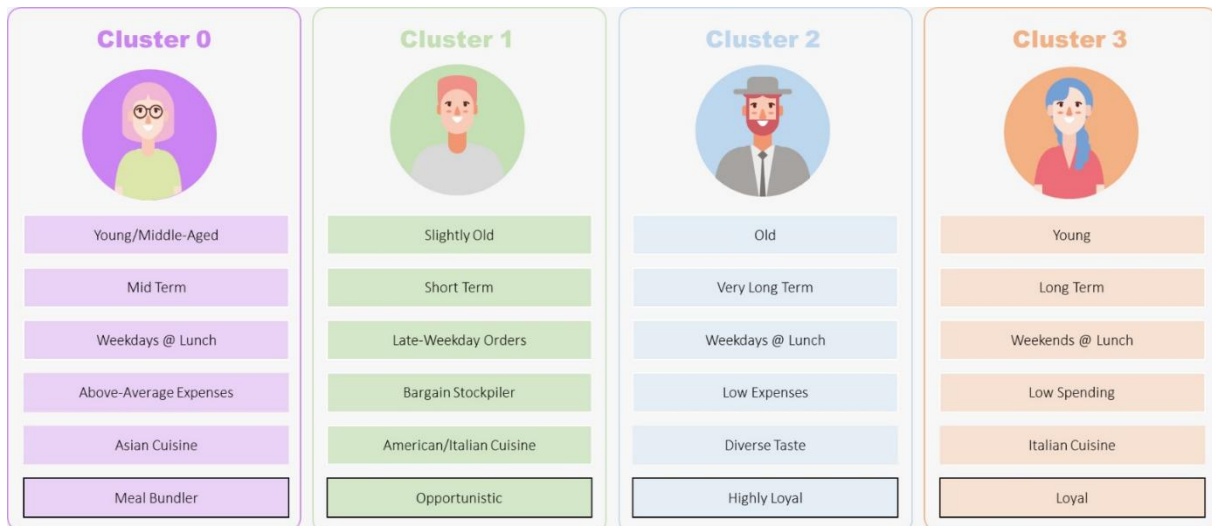 Cluster 0
Young/Middle-Aged
Mid Term
Weekdays @ Lunch
Above-Average Expenses
Asian Cuisine
Meal Bundler
Cluster 1
Slightly Old
Short Term
Late-Weekday Orders
Bargain Stockpiler
American/Italian Cuisine
Opportunistic
Cluster 2
Old
Very Long Term
Weekdays @ Lunch
Low Expenses
Diverse Taste
Highly Loyal
Cluster 3
Young
Long Term
Weekends @ Lunch
Low Spending
Italian Cuisine
Loyal